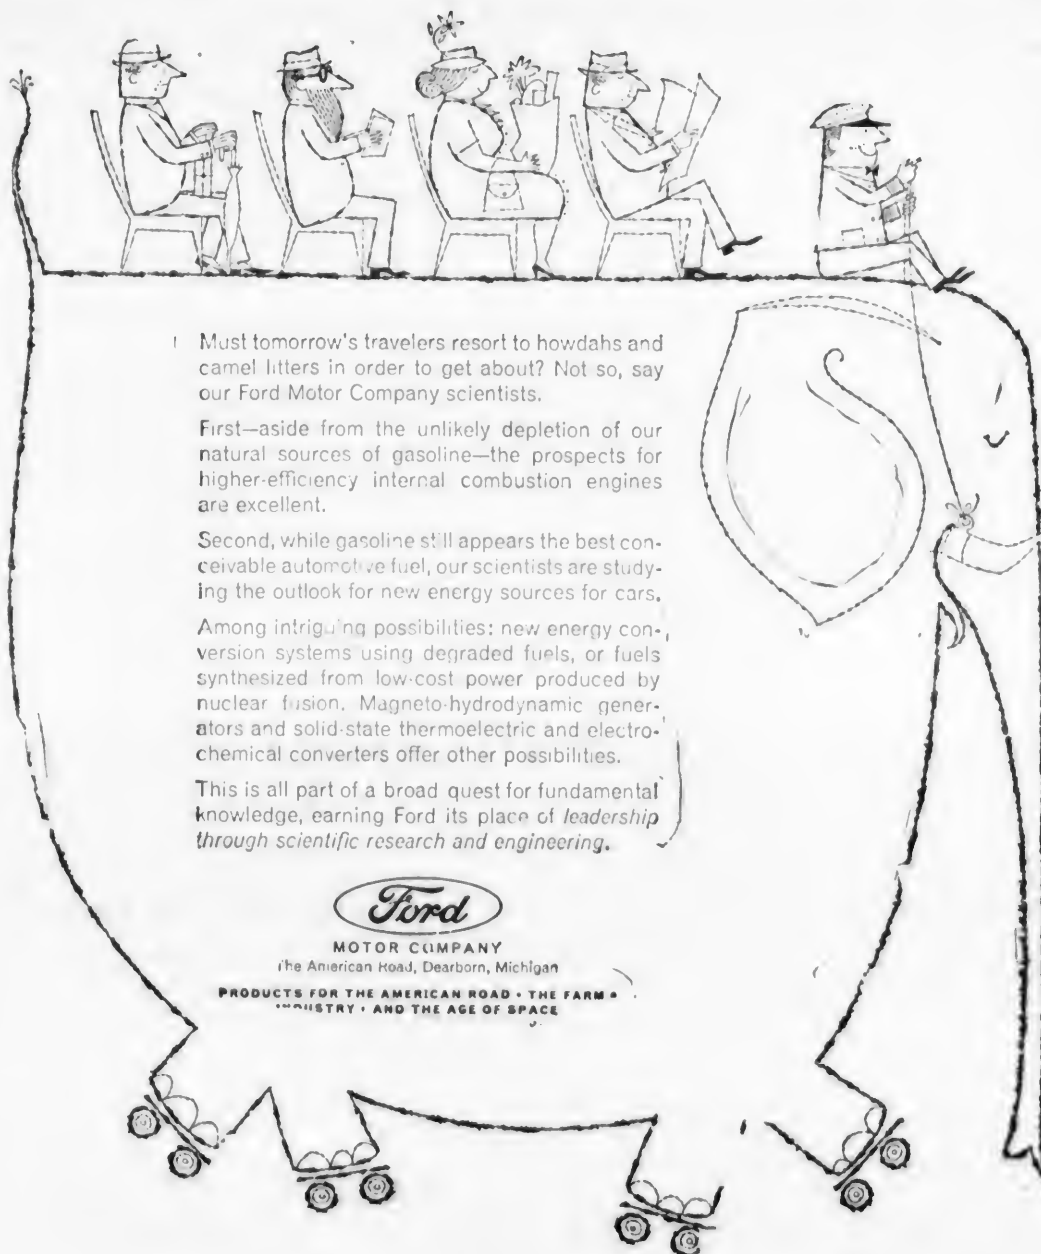 Must tomorrow's travelers resort to howdahs and
camel litters in order to get about? Not so, say
our Ford Motor Company scientists.
First—aside from the unlikely depletion of our
natural sources of gasoline—the prospects for
higher-efficiency internal combustion engines
are excellent.
Second, while gasoline still appears the best con-
ceivable automotive fuel, our scientists are study-
ing the outlook for new energy sources for cars.
Among intriguing possibilities: new energy con-
version systems using degraded fuels, or fuels
synthesized from low-cost power produced by
nuclear fusion. Magneto-hydrodynamic gener-
ators and solid-state thermoelectric and electro-
chemical converters offer other possibilities.
This is all part of a broad quest for fundamental
knowledge, earning Ford its place of leadership
through scientific research and engineering.
Ford
MOTOR COMPANY
The American Road, Dearborn, Michigan
PRODUCTS FOR THE AMERICAN ROAD • THE FARM •
INDUSTRY • AND THE AGE OF SPACE